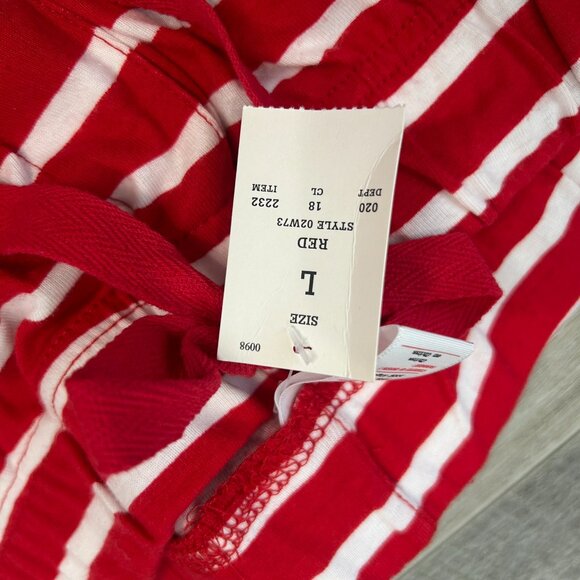 0098
SIZE
L
RED
STYLE 02W73
020 18 2232
DEPT. CL ITEM